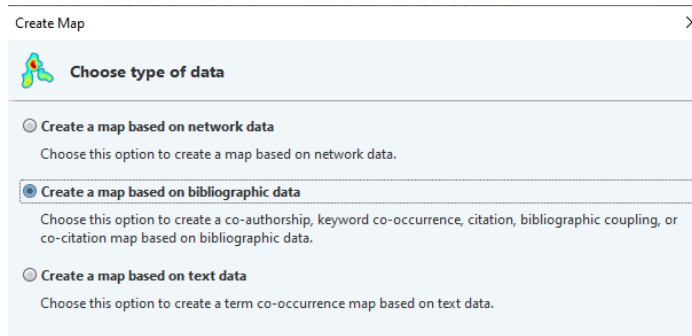 Create Map
Choose type of data
Create a map based on network data
Choose this option to create a map based on network data.
Create a map based on bibliographic data
Choose this option to create a co-authorship, keyword co-occurrence, citation, bibliographic coupling, or
co-citation map based on bibliographic data.
Create a map based on text data
Choose this option to create a term co-occurrence map based on text data.